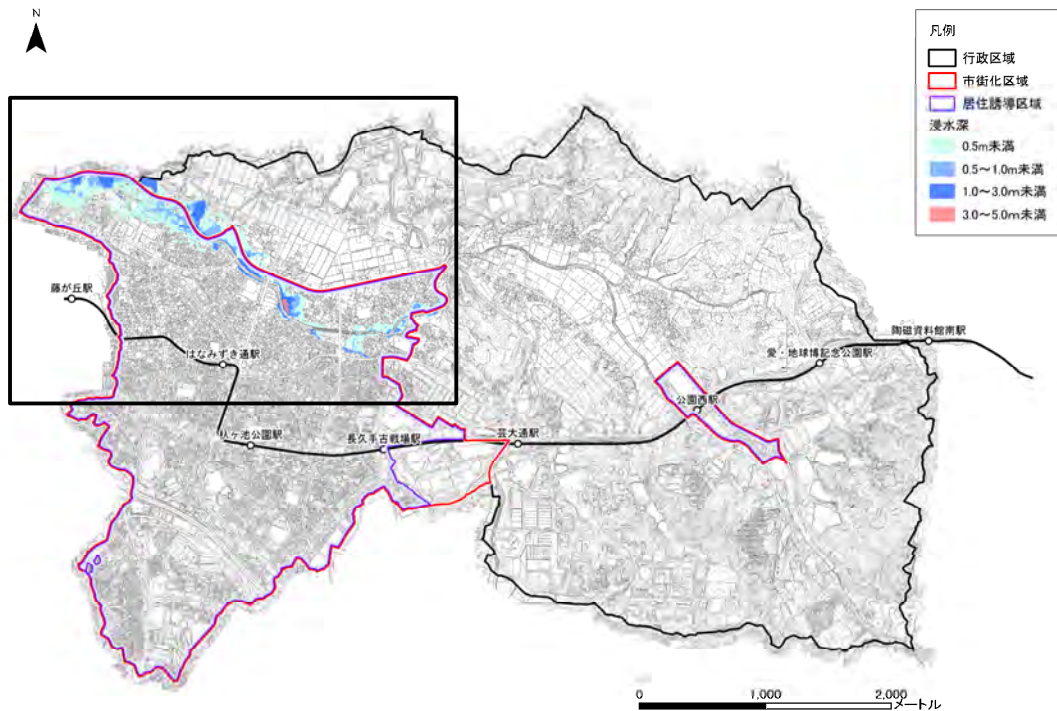 N
凡例
行政区域
市街化区域
居住誘導区域
浸水深
0.5m未満
0.5～1.0m未満
1.0～3.0m未満
3.0～5.0m未満
藤が丘駅
はなみずき通駅
杁ヶ池公園駅
長久手古戦場駅
芸大通駅
公園西駅
愛・地球博記念公園駅
陶磁資料館南駅
0 1,000 2,000
メートル